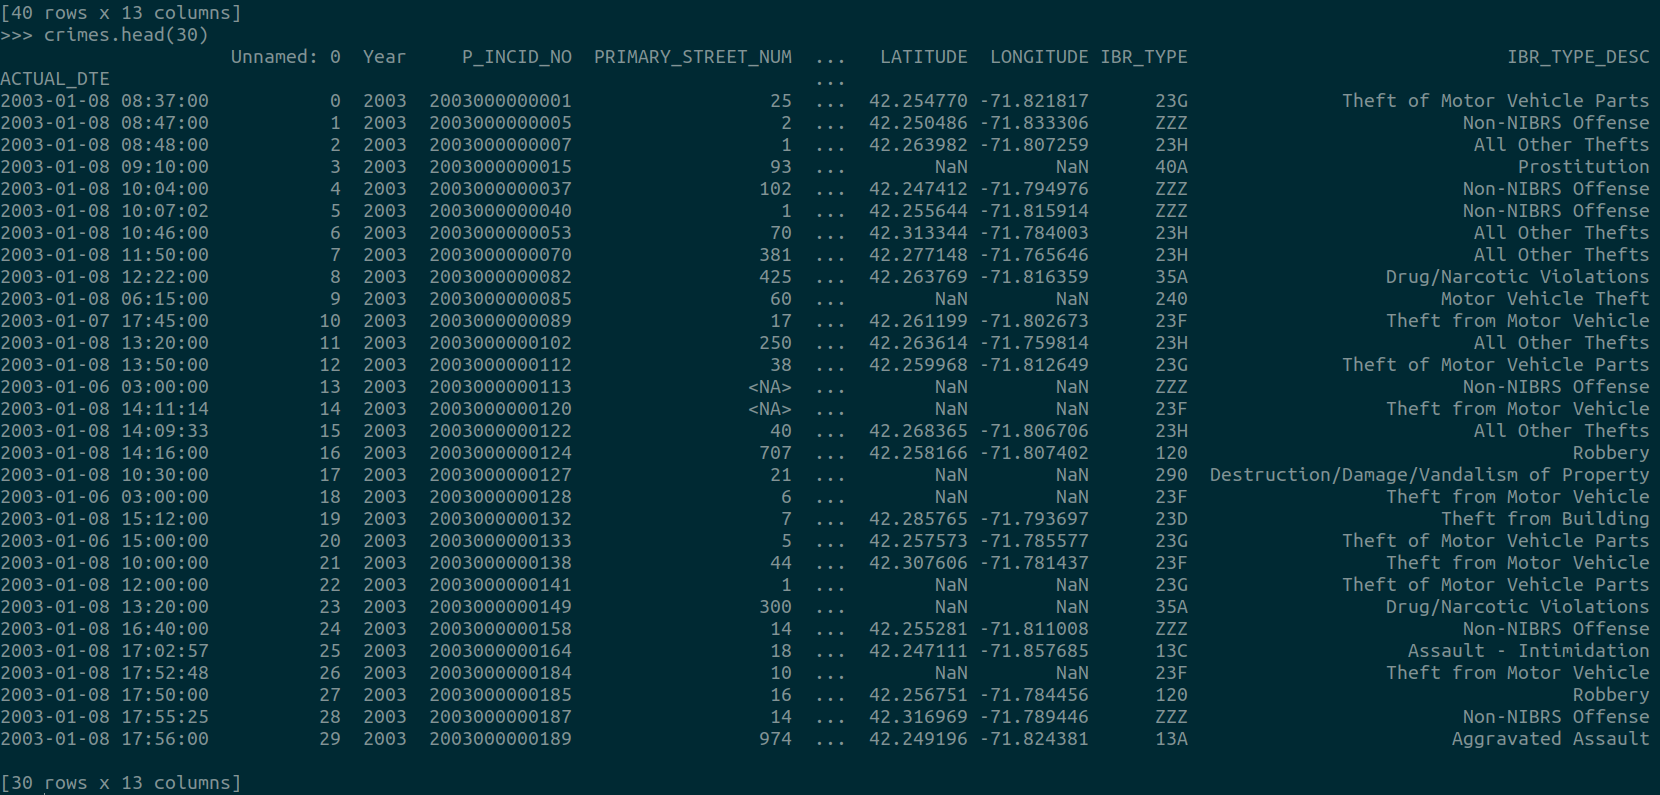 [40 rows x 13 columns]
>>> crimes.head(30)
                     Unnamed: 0  Year     P_INCID_NO  PRIMARY_STREET_NUM  ...   LATITUDE  LONGITUDE IBR_TYPE                             IBR_TYPE_DESC
ACTUAL_DTE                                                                ...
2003-01-08 08:37:00           0  2003  2003000000001                  25  ...  42.254770 -71.821817      23G              Theft of Motor Vehicle Parts
2003-01-08 08:47:00           1  2003  2003000000005                   2  ...  42.250486 -71.833306      ZZZ                         Non-NIBRS Offense
2003-01-08 08:48:00           2  2003  2003000000007                   1  ...  42.263982 -71.807259      23H                          All Other Thefts
2003-01-08 09:10:00           3  2003  2003000000015                  93  ...        NaN        NaN      40A                              Prostitution
2003-01-08 10:04:00           4  2003  2003000000037                 102  ...  42.247412 -71.794976      ZZZ                         Non-NIBRS Offense
2003-01-08 10:07:02           5  2003  2003000000040                   1  ...  42.255644 -71.815914      ZZZ                         Non-NIBRS Offense
2003-01-08 10:46:00           6  2003  2003000000053                  70  ...  42.313344 -71.784003      23H                          All Other Thefts
2003-01-08 11:50:00           7  2003  2003000000070                 381  ...  42.277148 -71.765646      23H                          All Other Thefts
2003-01-08 12:22:00           8  2003  2003000000082                 425  ...  42.263769 -71.816359      35A                  Drug/Narcotic Violations
2003-01-08 06:15:00           9  2003  2003000000085                  60  ...        NaN        NaN      240                       Motor Vehicle Theft
2003-01-07 17:45:00          10  2003  2003000000089                  17  ...  42.261199 -71.802673      23F                  Theft from Motor Vehicle
2003-01-08 13:20:00          11  2003  2003000000102                 250  ...  42.263614 -71.759814      23H                          All Other Thefts
2003-01-08 13:50:00          12  2003  2003000000112                  38  ...  42.259968 -71.812649      23G              Theft of Motor Vehicle Parts
2003-01-06 03:00:00          13  2003  2003000000113                <NA>  ...        NaN        NaN      ZZZ                         Non-NIBRS Offense
2003-01-08 14:11:14          14  2003  2003000000120                <NA>  ...        NaN        NaN      23F                  Theft from Motor Vehicle
2003-01-08 14:09:33          15  2003  2003000000122                  40  ...  42.268365 -71.806706      23H                          All Other Thefts
2003-01-08 14:16:00          16  2003  2003000000124                 707  ...  42.258166 -71.807402      120                                   Robbery
2003-01-08 10:30:00          17  2003  2003000000127                  21  ...        NaN        NaN      290  Destruction/Damage/Vandalism of Property
2003-01-06 03:00:00          18  2003  2003000000128                   6  ...        NaN        NaN      23F                  Theft from Motor Vehicle
2003-01-08 15:12:00          19  2003  2003000000132                   7  ...  42.285765 -71.793697      23D                       Theft from Building
2003-01-06 15:00:00          20  2003  2003000000133                   5  ...  42.257573 -71.785577      23G              Theft of Motor Vehicle Parts
2003-01-08 10:00:00          21  2003  2003000000138                  44  ...  42.307606 -71.781437      23F                  Theft from Motor Vehicle
2003-01-08 12:00:00          22  2003  2003000000141                   1  ...        NaN        NaN      23G              Theft of Motor Vehicle Parts
2003-01-08 13:20:00          23  2003  2003000000149                 300  ...        NaN        NaN      35A                  Drug/Narcotic Violations
2003-01-08 16:40:00          24  2003  2003000000158                  14  ...  42.255281 -71.811008      ZZZ                         Non-NIBRS Offense
2003-01-08 17:02:57          25  2003  2003000000164                  18  ...  42.247111 -71.857685      13C                    Assault - Intimidation
2003-01-08 17:52:48          26  2003  2003000000184                  10  ...        NaN        NaN      23F                  Theft from Motor Vehicle
2003-01-08 17:50:00          27  2003  2003000000185                  16  ...  42.256751 -71.784456      120                                   Robbery
2003-01-08 17:55:25          28  2003  2003000000187                  14  ...  42.316969 -71.789446      ZZZ                         Non-NIBRS Offense
2003-01-08 17:56:00          29  2003  2003000000189                 974  ...  42.249196 -71.824381      13A                        Aggravated Assault
[30 rows x 13 columns]